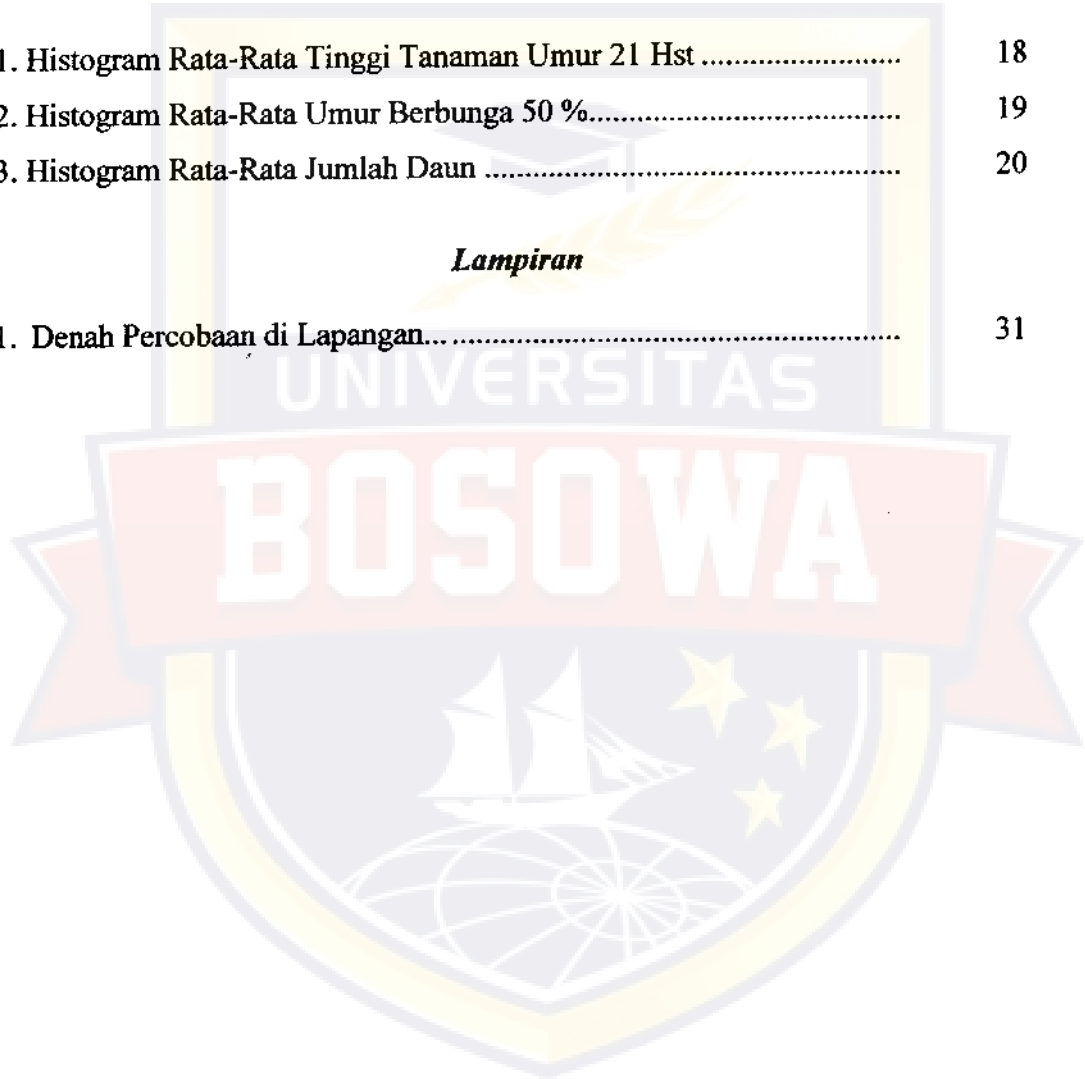 1. Histogram Rata-Rata Tinggi Tanaman Umur 21 Hst ........................ 18
2. Histogram Rata-Rata Umur Berbunga 50 %...................................... 19
3. Histogram Rata-Rata Jumlah Daun .................................................. 20
Lampiran
1. Denah Percobaan di Lapangan... ...................................................... 31
UNIVERSITAS
BOSOWA